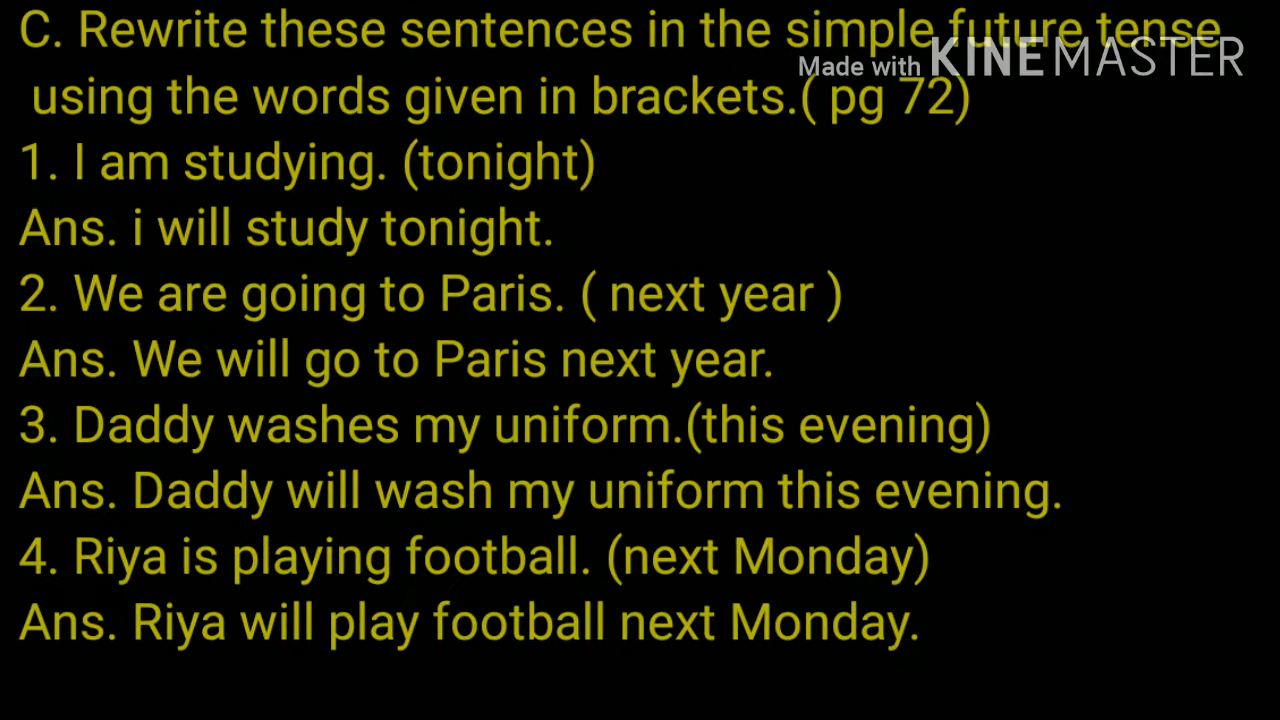 C. Rewrite these sentences in the simple future tense
Made with KINEMASTER
using the words given in brackets.( pg 72)
1. I am studying. (tonight)
Ans. i will study tonight.
2. We are going to Paris. ( next year )
Ans. We will go to Paris next year.
3. Daddy washes my uniform.(this evening)
Ans. Daddy will wash my uniform this evening.
4. Riya is playing football. (next Monday)
Ans. Riya will play football next Monday.